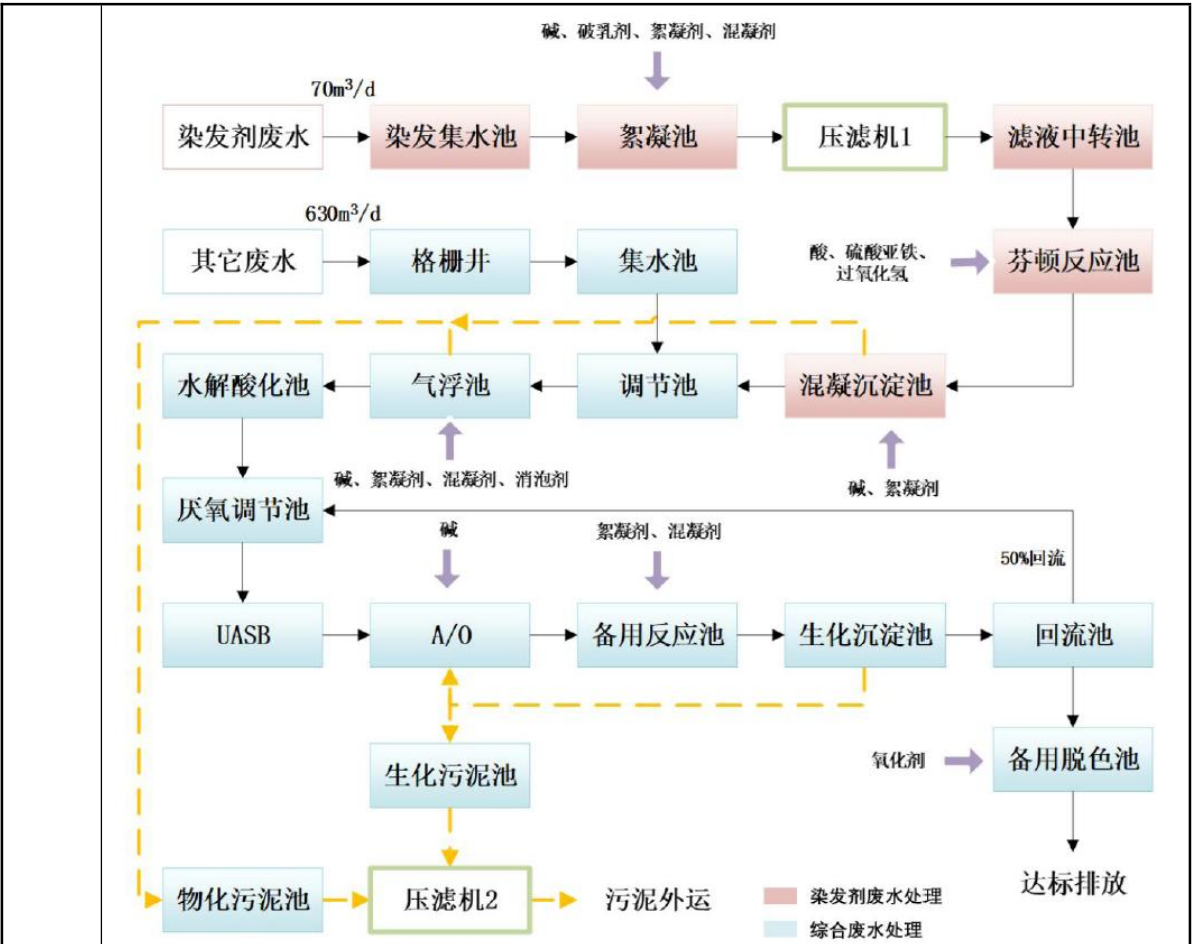 碱、破乳剂、絮凝剂、混凝剂
70m³/d
染发剂废水
染发集水池
絮凝池
压滤机1
滤液中转池
630m³/d
其它废水
格栅井
集水池
酸、硫酸亚铁、
过氧化氢
芬顿反应池
水解酸化池
气浮池
调节池
混凝沉淀池
碱、絮凝剂、混凝剂、消泡剂
碱、絮凝剂
厌氧调节池
碱
絮凝剂、混凝剂
50%回流
UASB
A/O
备用反应池
生化沉淀池
回流池
生化污泥池
氧化剂
备用脱色池
物化污泥池
压滤机2
污泥外运
达标排放
染发剂废水处理
综合废水处理